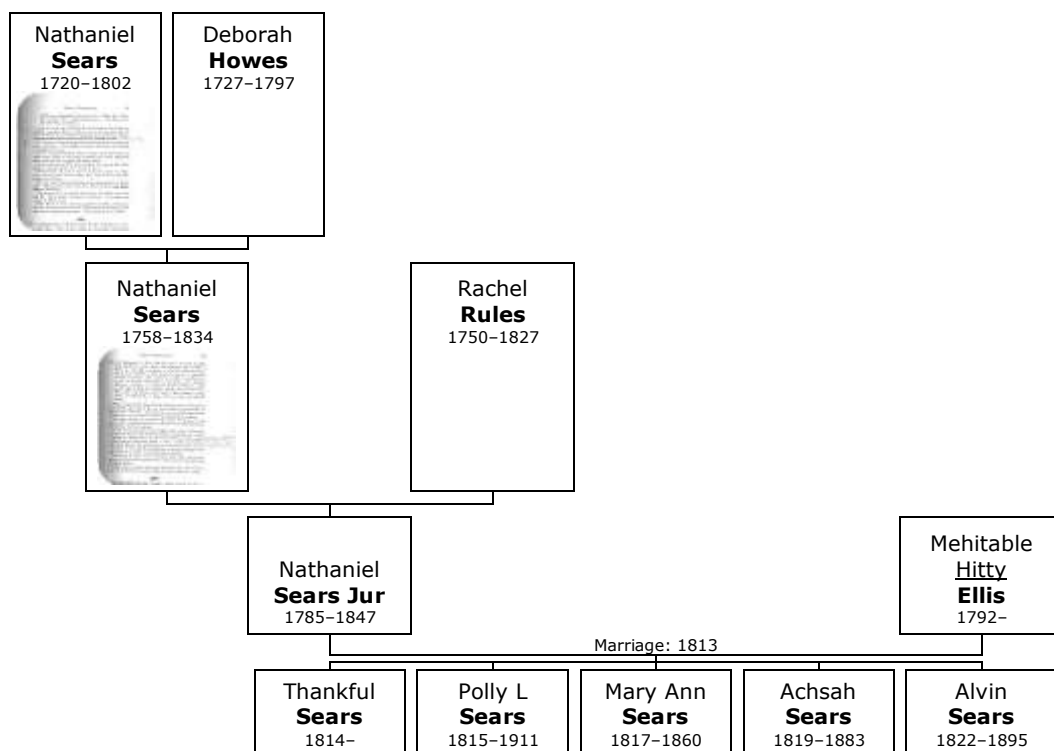 Nathaniel
Sears
1720–1802
Deborah
Howes
1727–1797
Nathaniel
Sears
1758–1834
Rachel
Rules
1750–1827
Nathaniel
Sears Jur
1785–1847
Mehitable
Hitty
Ellis
1792–
Marriage: 1813
Thankful
Sears
1814–
Polly L
Sears
1815–1911
Mary Ann
Sears
1817–1860
Achsah
Sears
1819–1883
Alvin
Sears
1822–1895